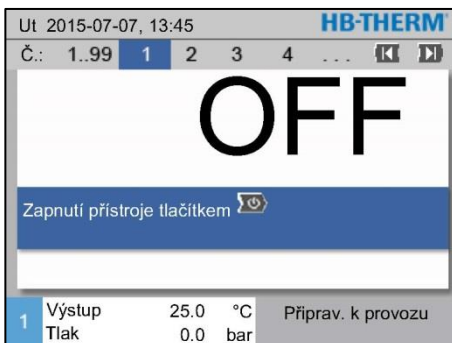 Ut 2015-07-07, 13:45 HB-THERM
Č.: 1..99 1 2 3 4 ...
OFF
Zapnutí přístroje tlačítkem
1 Výstup 25.0 °C Připrav. k provozu
Tlak 0.0 bar